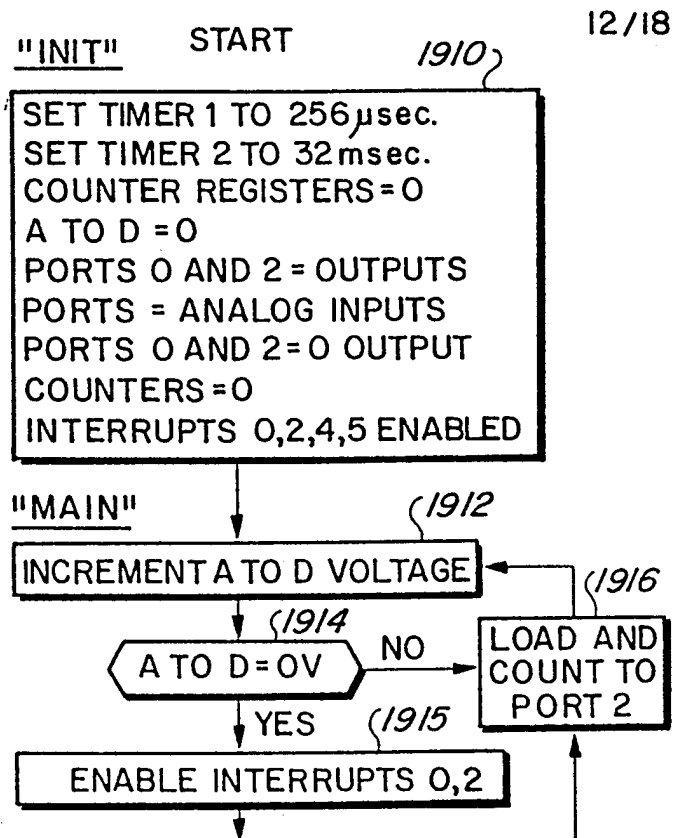 12/18
"INIT" START
1910
SET TIMER 1 TO 256µsec.
SET TIMER 2 TO 32msec.
COUNTER REGISTERS=0
A TO D=0
PORTS 0 AND 2=OUTPUTS
PORTS = ANALOG INPUTS
PORTS 0 AND 2=0 OUTPUT
COUNTERS=0
INTERRUPTS 0,2,4,5 ENABLED
"MAIN"
1912
INCREMENT A TO D VOLTAGE
1914
A TO D=0V
NO
1916
LOAD AND
COUNT TO
PORT 2
YES
1915
ENABLE INTERRUPTS 0,2